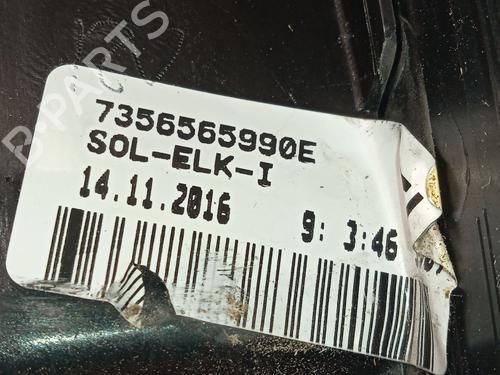 B-PARTS
7356565990E
SOL-ELK-I
14.11.2016 9: 3:46